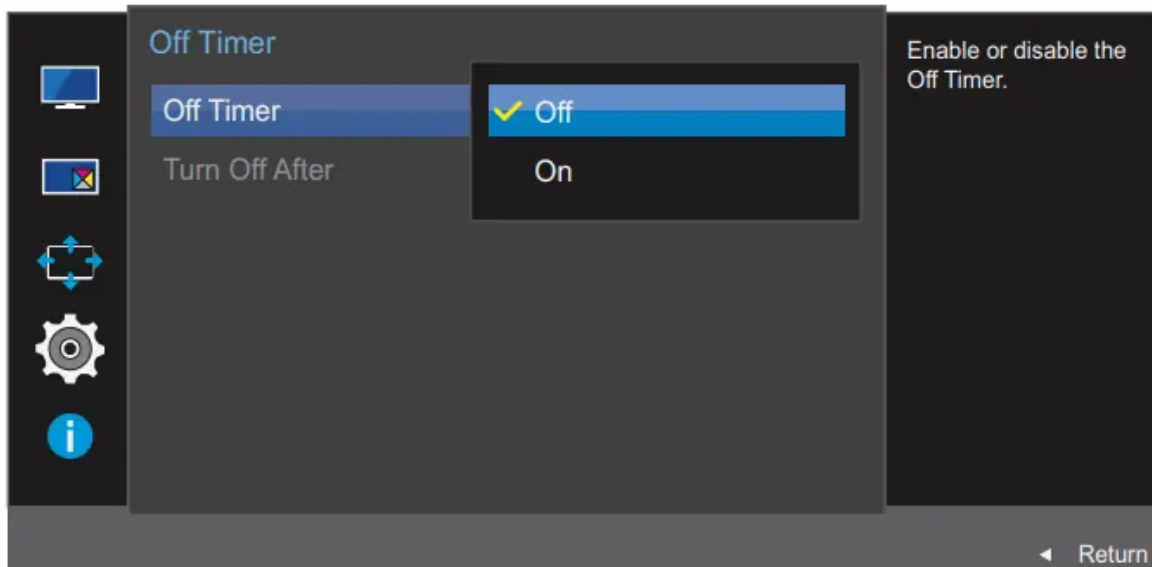 Off Timer
Off Timer
Off
Turn Off After
On
Enable or disable the
Off Timer.
i
◄ Return